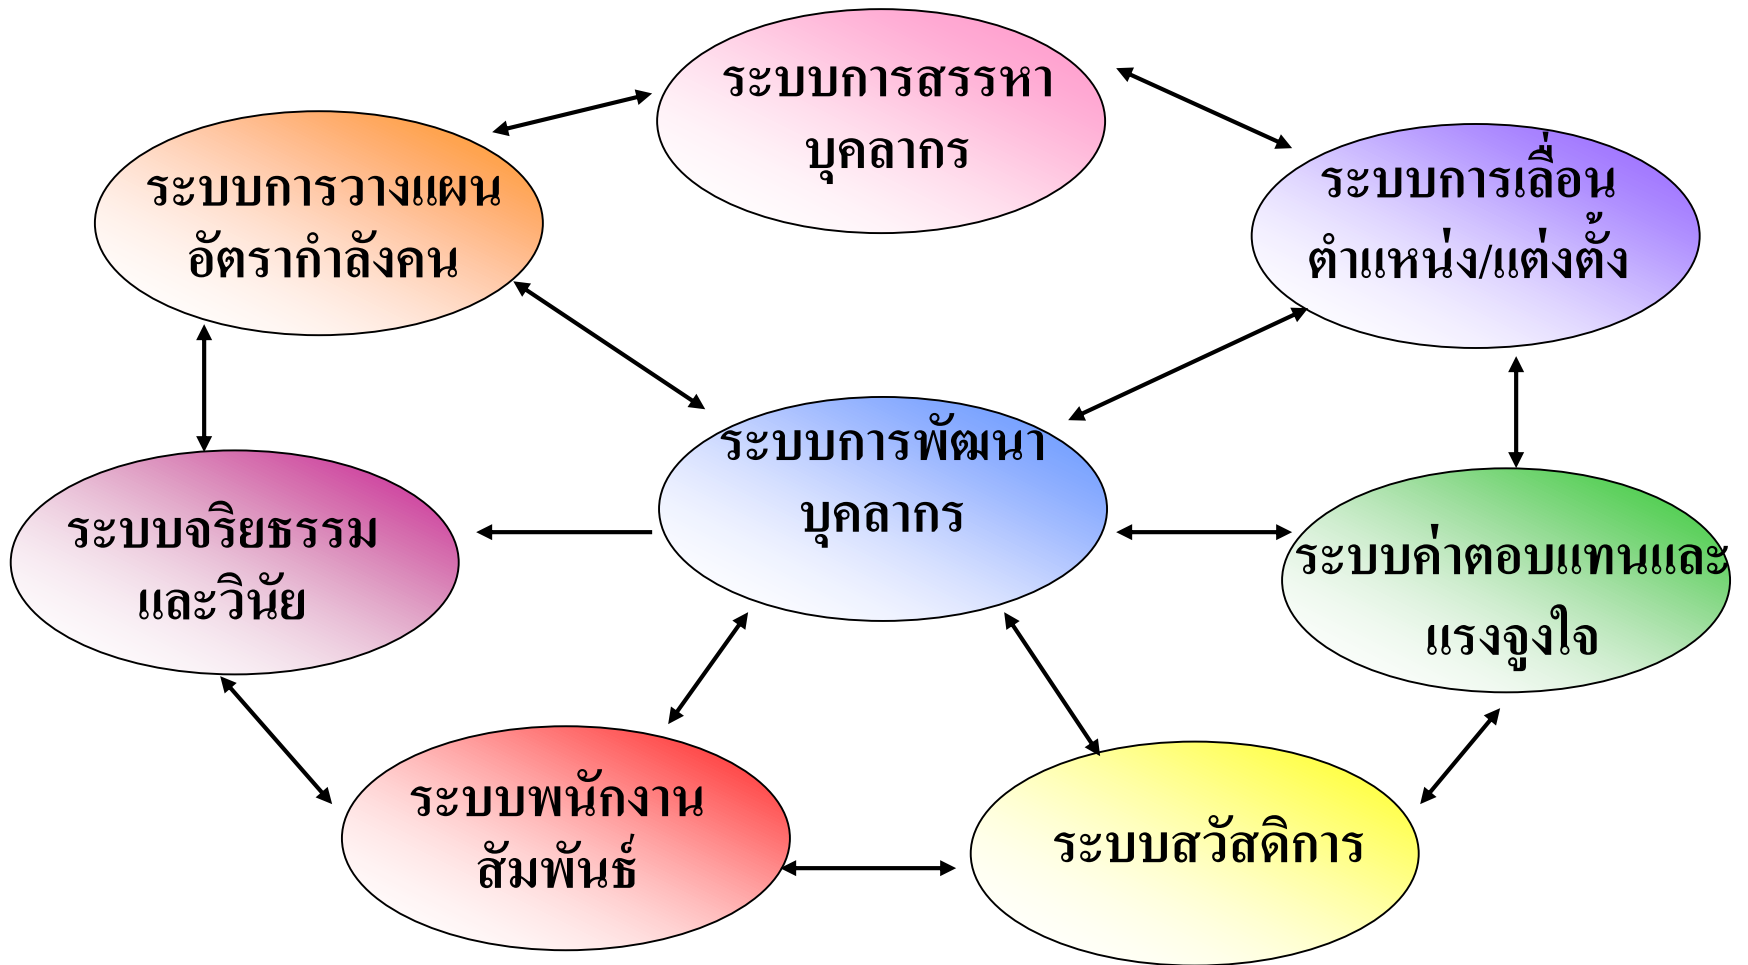 ระบบการสรรหา
บุคลากร
ระบบการวางแผน
อัตรากำลังคน
ระบบการเลื่อน
ตำแหน่ง/แต่งตั้ง
ระบบการพัฒนา
บุคลากร
ระบบจริยธรรม
และวินัย
ระบบค่าตอบแทนและ
แรงจูงใจ
ระบบพนักงาน
สัมพันธ์
ระบบสวัสดิการ